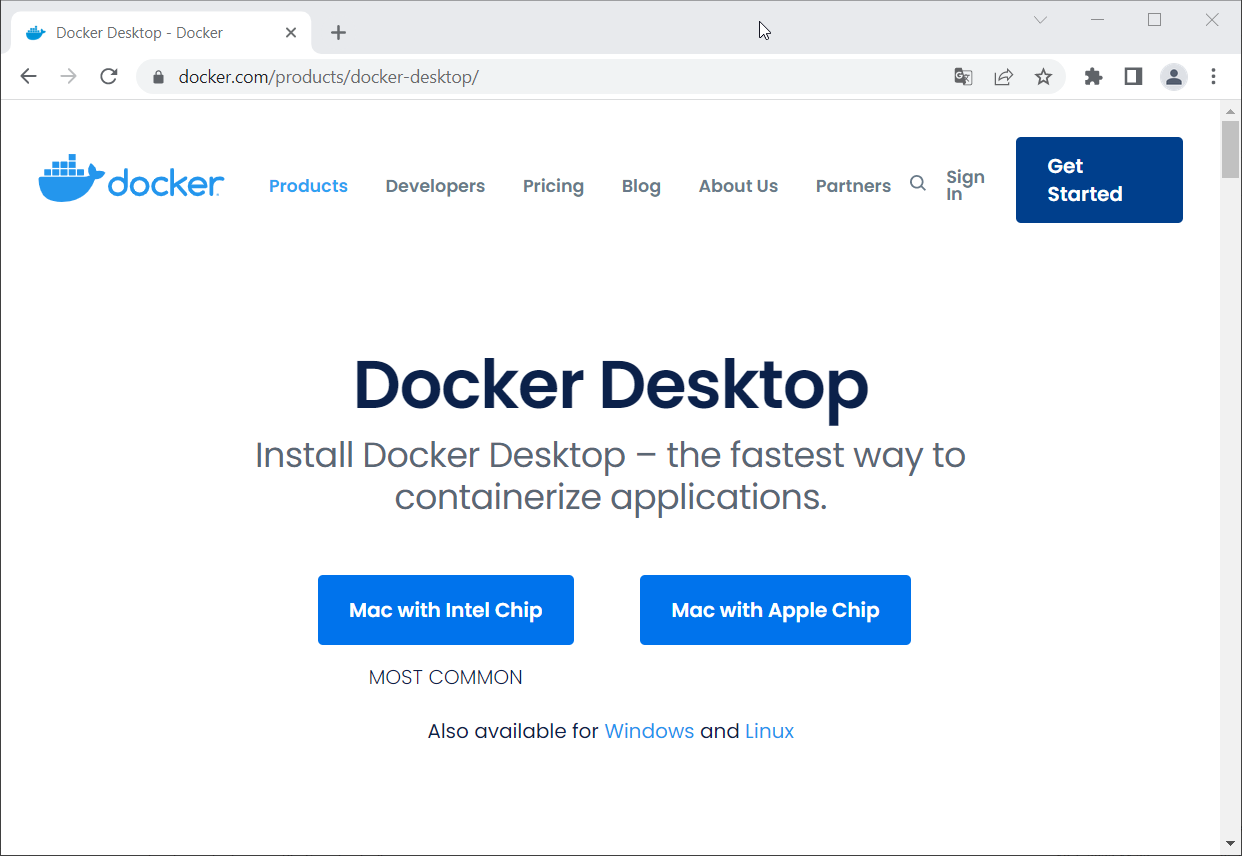 Docker Desktop - Docker
docker.com/products/docker-desktop/
docker
Products Developers Pricing Blog About Us Partners Sign In Get Started
Docker Desktop
Install Docker Desktop – the fastest way to
containerize applications.
Mac with Intel Chip Mac with Apple Chip
MOST COMMON
Also available for Windows and Linux